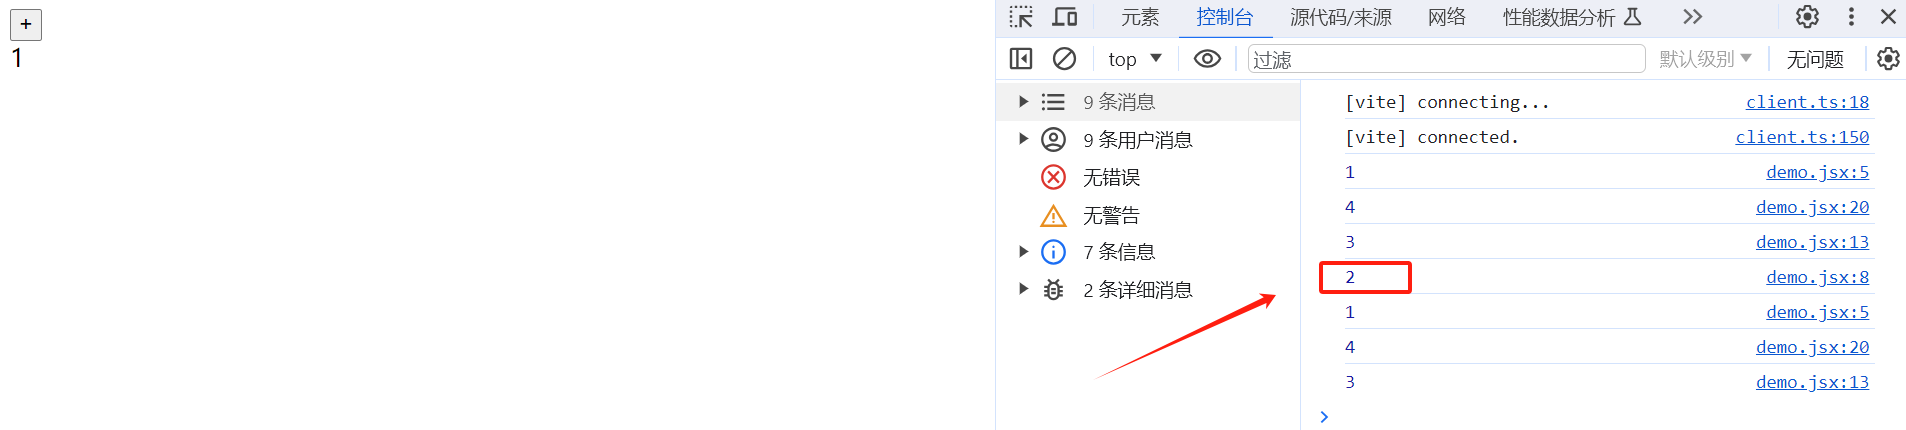 +
1
元素 控制台 源代码/来源 网络 性能数据分析
top 过滤 默认级别 无问题
9 条消息
9 条用户消息
无错误
无警告
7 条信息
2 条详细消息
[vite] connecting... client.ts:18
[vite] connected. client.ts:150
1 demo.jsx:5
4 demo.jsx:20
3 demo.jsx:13
2 demo.jsx:8
1 demo.jsx:5
4 demo.jsx:20
3 demo.jsx:13